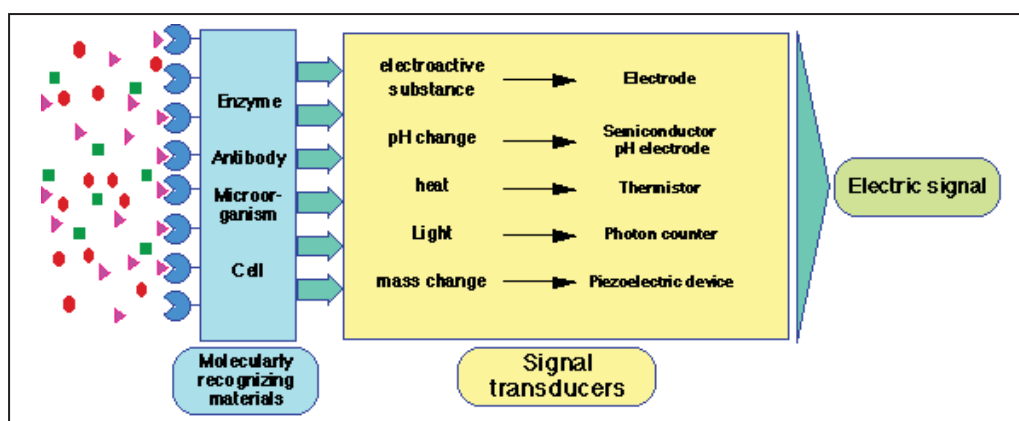 Enzyme
Antibody
Microor-
ganism
Cell
Molecularly
recognizing
materials
electroactive
substance
Electrode
pH change
Semiconductor
pH electrode
heat
Thermistor
Light
Photon counter
mass change
Piezoelectric device
Signal
transducers
Electric signal